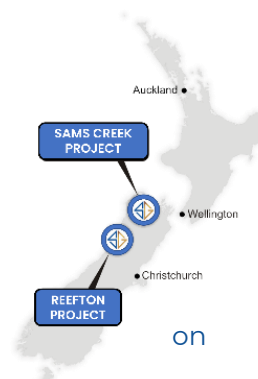 Auckland
SAMS CREEK
PROJECT
Wellington
Christchurch
REEFTON
PROJECT
on